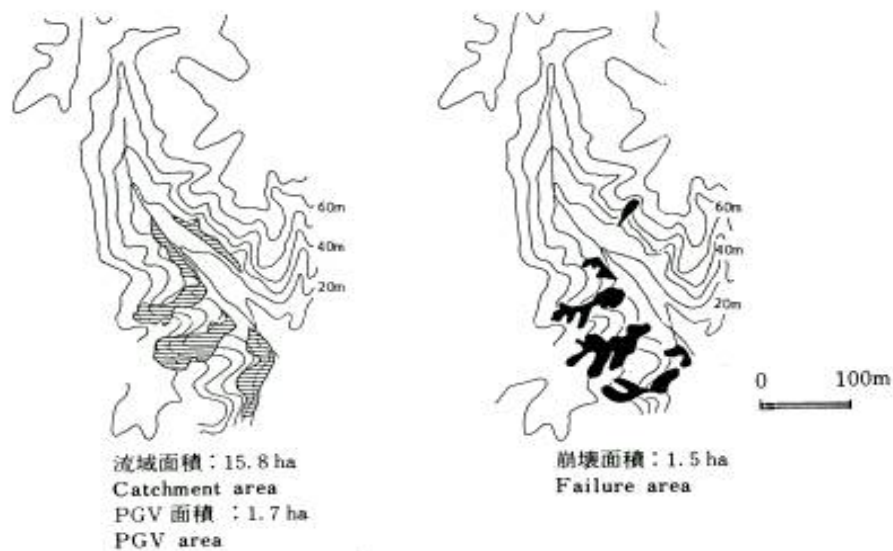 60m
40m
20m
流域面積：15.8 ha
Catchment area
PGV 面積 ：1.7 ha
PGV area
60m
40m
20m
0 100m
崩壊面積：1.5 ha
Failure area